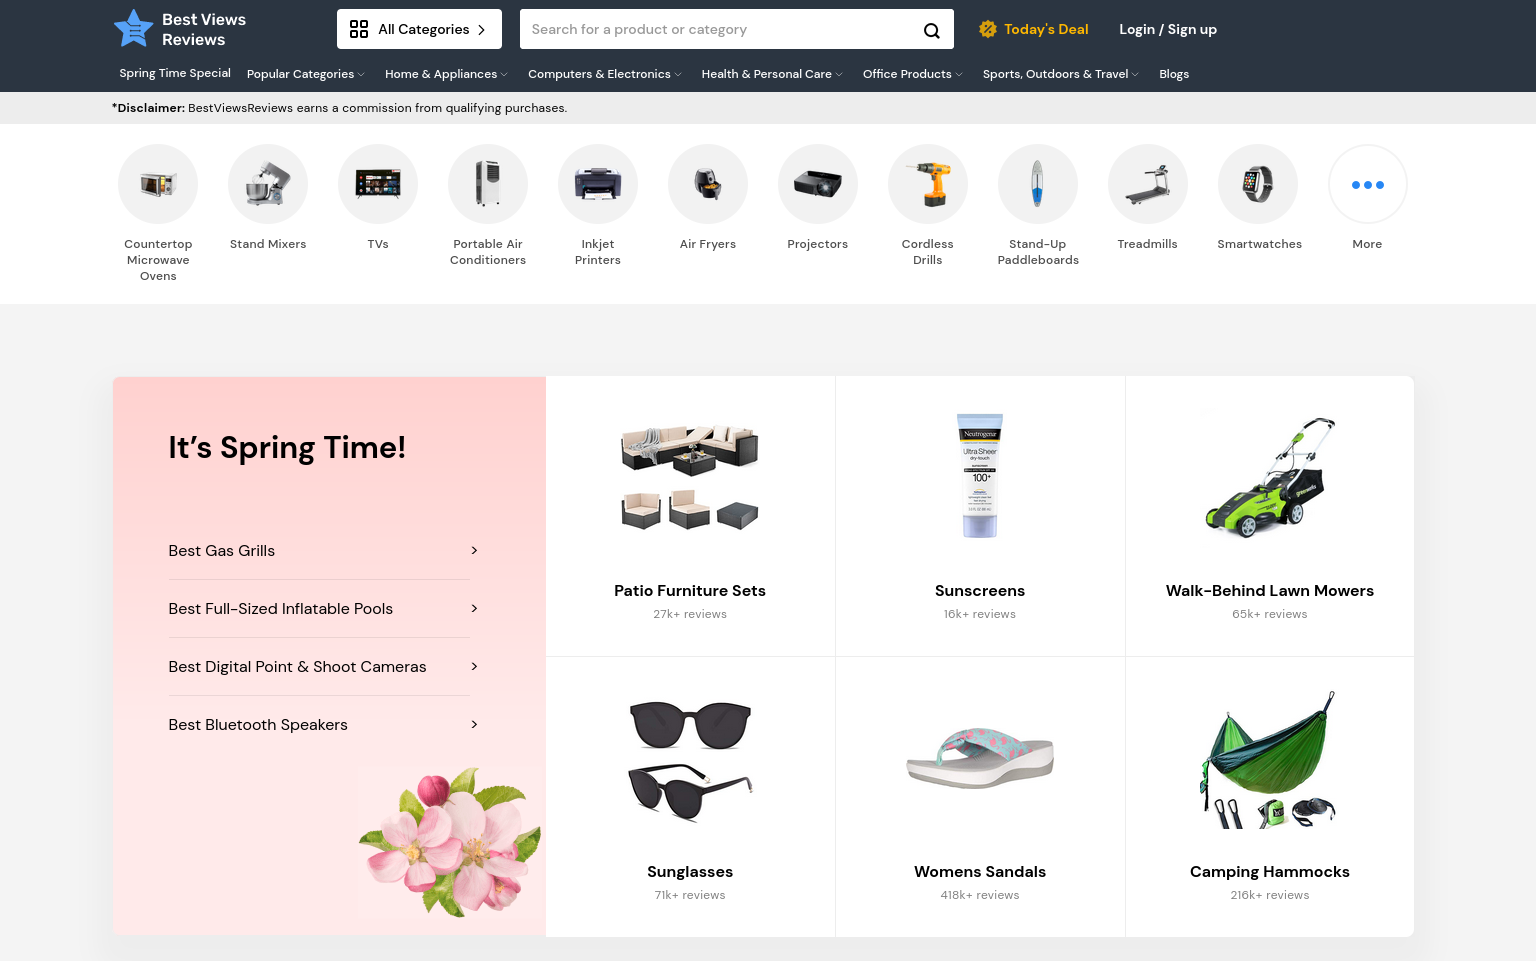 Best Views
Reviews
All Categories
Search for a product or category
Today's Deal
Login / Sign up
Spring Time Special
Popular Categories
Home & Appliances
Computers & Electronics
Health & Personal Care
Office Products
Sports, Outdoors & Travel
Blogs
*Disclaimer: BestViewsReviews earns a commission from qualifying purchases.
Countertop
Microwave
Ovens
Stand Mixers
TVs
Portable Air
Conditioners
Inkjet
Printers
Air Fryers
Projectors
Cordless
Drills
Stand-Up
Paddleboards
Treadmills
Smartwatches
More
It's Spring Time!
Best Gas Grills
Best Full-Sized Inflatable Pools
Best Digital Point & Shoot Cameras
Best Bluetooth Speakers
Patio Furniture Sets
27k+ reviews
Neutrogena
Ultra Sheer
dry-touch
SUNSCREEN
100+
Sunscreens
16k+ reviews
greenworks
Walk-Behind Lawn Mowers
65k+ reviews
Sunglasses
71k+ reviews
Womens Sandals
418k+ reviews
Camping Hammocks
216k+ reviews